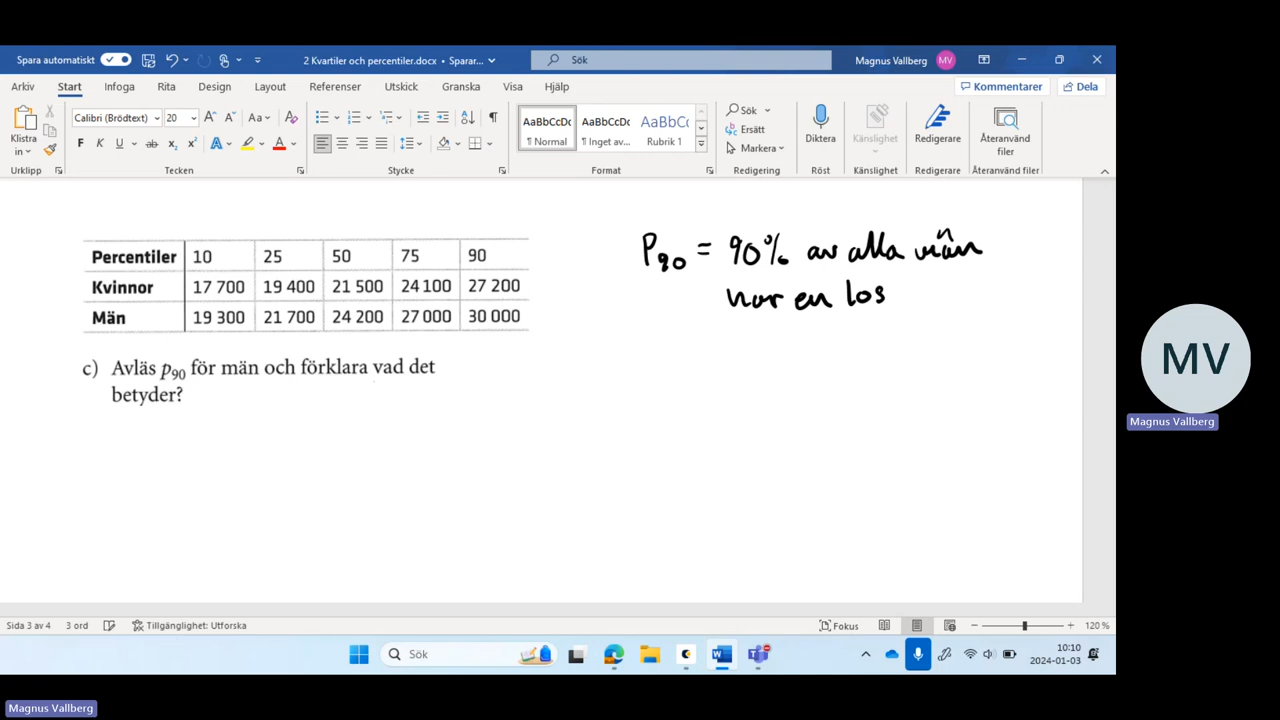 Spara automatiskt
2 Kvartiler och percentiler.docx • Sparar...
Sök
Magnus Vallberg
MV
Arkiv
Start
Infoga
Rita
Design
Layout
Referenser
Utskick
Granska
Visa
Hjälp
Kommentarer
Dela
Klistra in
Calibri (Brödtext)
20
F K U ab x₂ x²
AaBbCcDc
AaBbCcDc
AaBbCc
¶ Normal
¶ Inget av...
Rubrik 1
Sök
Ersätt
Markera
Diktera
Känslighet
Redigerare
Återanvänd filer
Urklipp
Tecken
Stycke
Format
Redigering
Röst
Känslighet
Redigerare
Återanvänd filer
Percentiler 10 25 50 75 90
Kvinnor 17 700 19 400 21 500 24 100 27 200
Män 19 300 21 700 24 200 27 000 30 000
c) Avläs p₉₀ för män och förklara vad det
betyder?
P₉₀ = 90% av alla män
har en lös
MV
Magnus Vallberg
Sida 3 av 4
3 ord
Tillgänglighet: Utforska
Fokus
120 %
Sök
10:10
2024-01-03
Magnus Vallberg